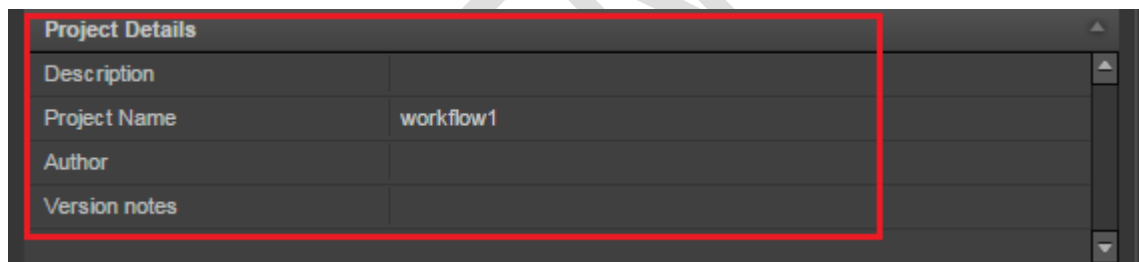 Project Details
Description
Project Name workflow1
Author
Version notes